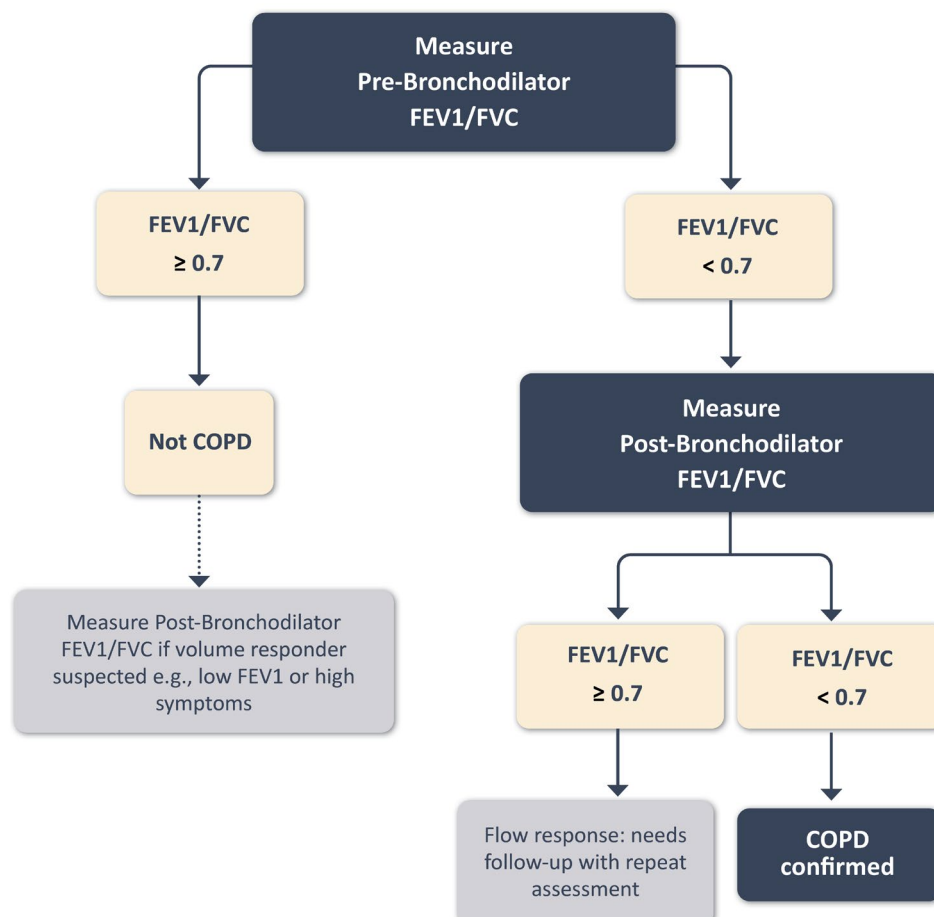 Measure
Pre-Bronchodilator
FEV1/FVC
FEV1/FVC
≥ 0.7
FEV1/FVC
< 0.7
Not COPD
Measure
Post-Bronchodilator
FEV1/FVC
Measure Post-Bronchodilator
FEV1/FVC if volume responder
suspected e.g., low FEV1 or high
symptoms
FEV1/FVC
≥ 0.7
FEV1/FVC
< 0.7
Flow response: needs
follow-up with repeat
assessment
COPD
confirmed